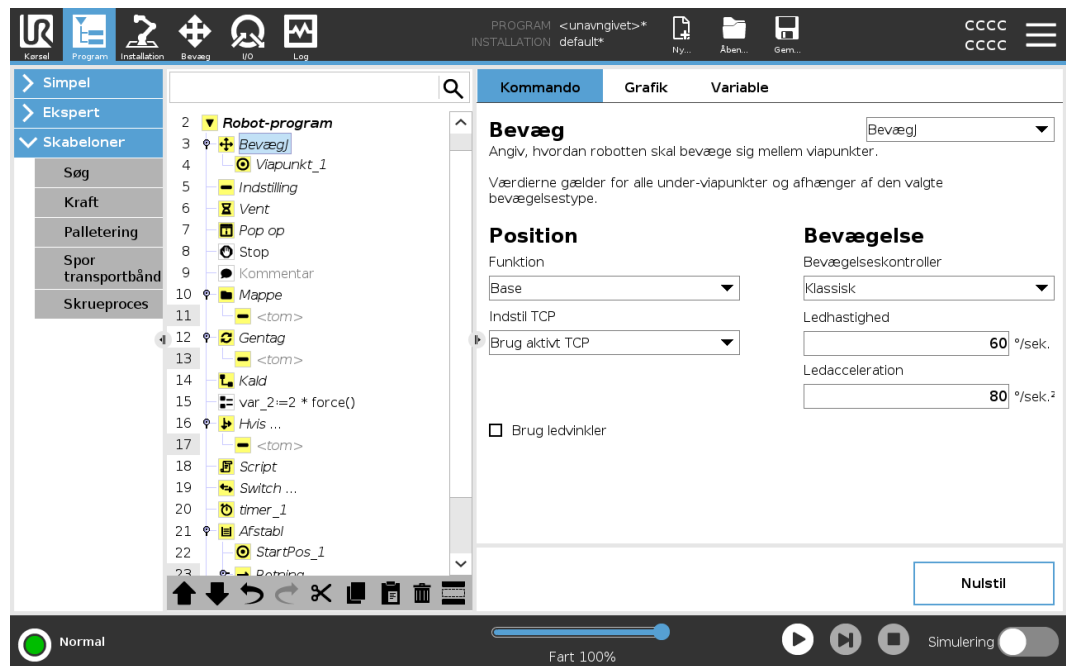 PROGRAM <unavngivet>*
INSTALLATION default*
UR
Kørsel
Program
Installation
Bevæg
I/O
Log
Ny...
Åben...
Gem...
CCCC
CCCC
Simpel
Ekspert
Skabeloner
Søg
Kraft
Palletering
Spor
transportbånd
Skrueproces
2 Robot-program
3 BevægJ
4 Viapunkt_1
5 Indstilling
6 Vent
7 Pop op
8 Stop
9 Kommentar
10 Mappe
11 <tom>
12 Gentag
13 <tom>
14 Kald
15 var_2:=2 * force()
16 Hvis ...
17 <tom>
18 Script
19 Switch ...
20 timer_1
21 Afstabl
22 StartPos_1
23 Retning
Kommando
Grafik
Variable
Bevæg
BevægJ
Angiv, hvordan robotten skal bevæge sig mellem viapunkter.
Værdierne gælder for alle under-viapunkter og afhænger af den valgte
bevægelsestype.
Position
Funktion
Base
Indstil TCP
Brug aktivt TCP
Brug ledvinkler
Bevægelse
Bevægelseskontroller
Klassisk
Ledhastighed
60 °/sek.
Ledacceleration
80 °/sek.²
Nulstil
Normal
Fart 100%
Simulering